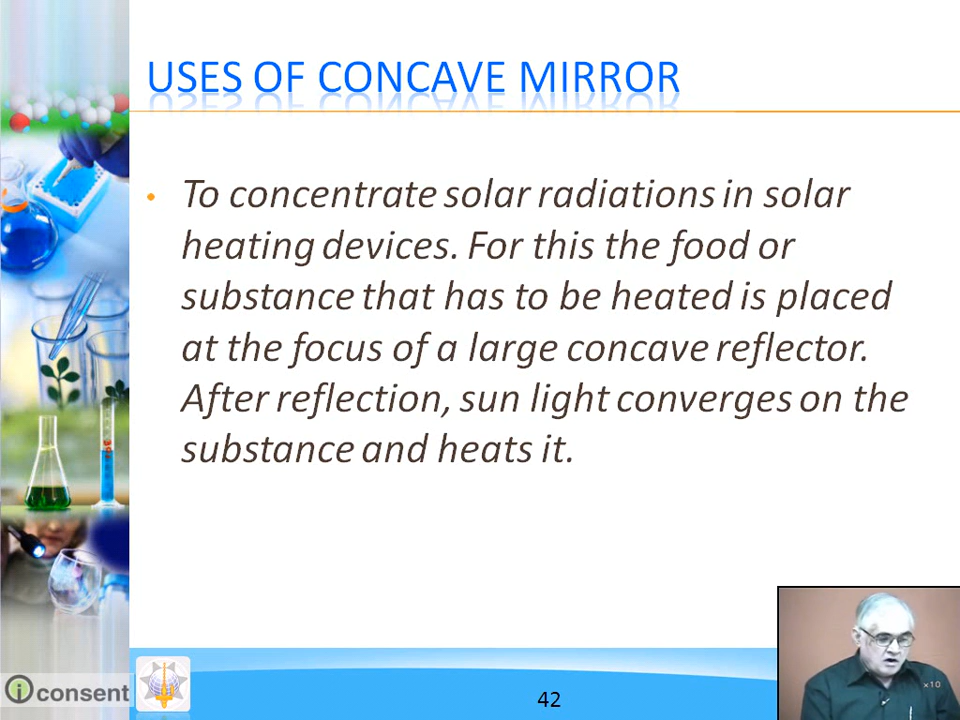 USES OF CONCAVE MIRROR
• To concentrate solar radiations in solar
heating devices. For this the food or
substance that has to be heated is placed
at the focus of a large concave reflector.
After reflection, sun light converges on the
substance and heats it.
x10
i consent
42